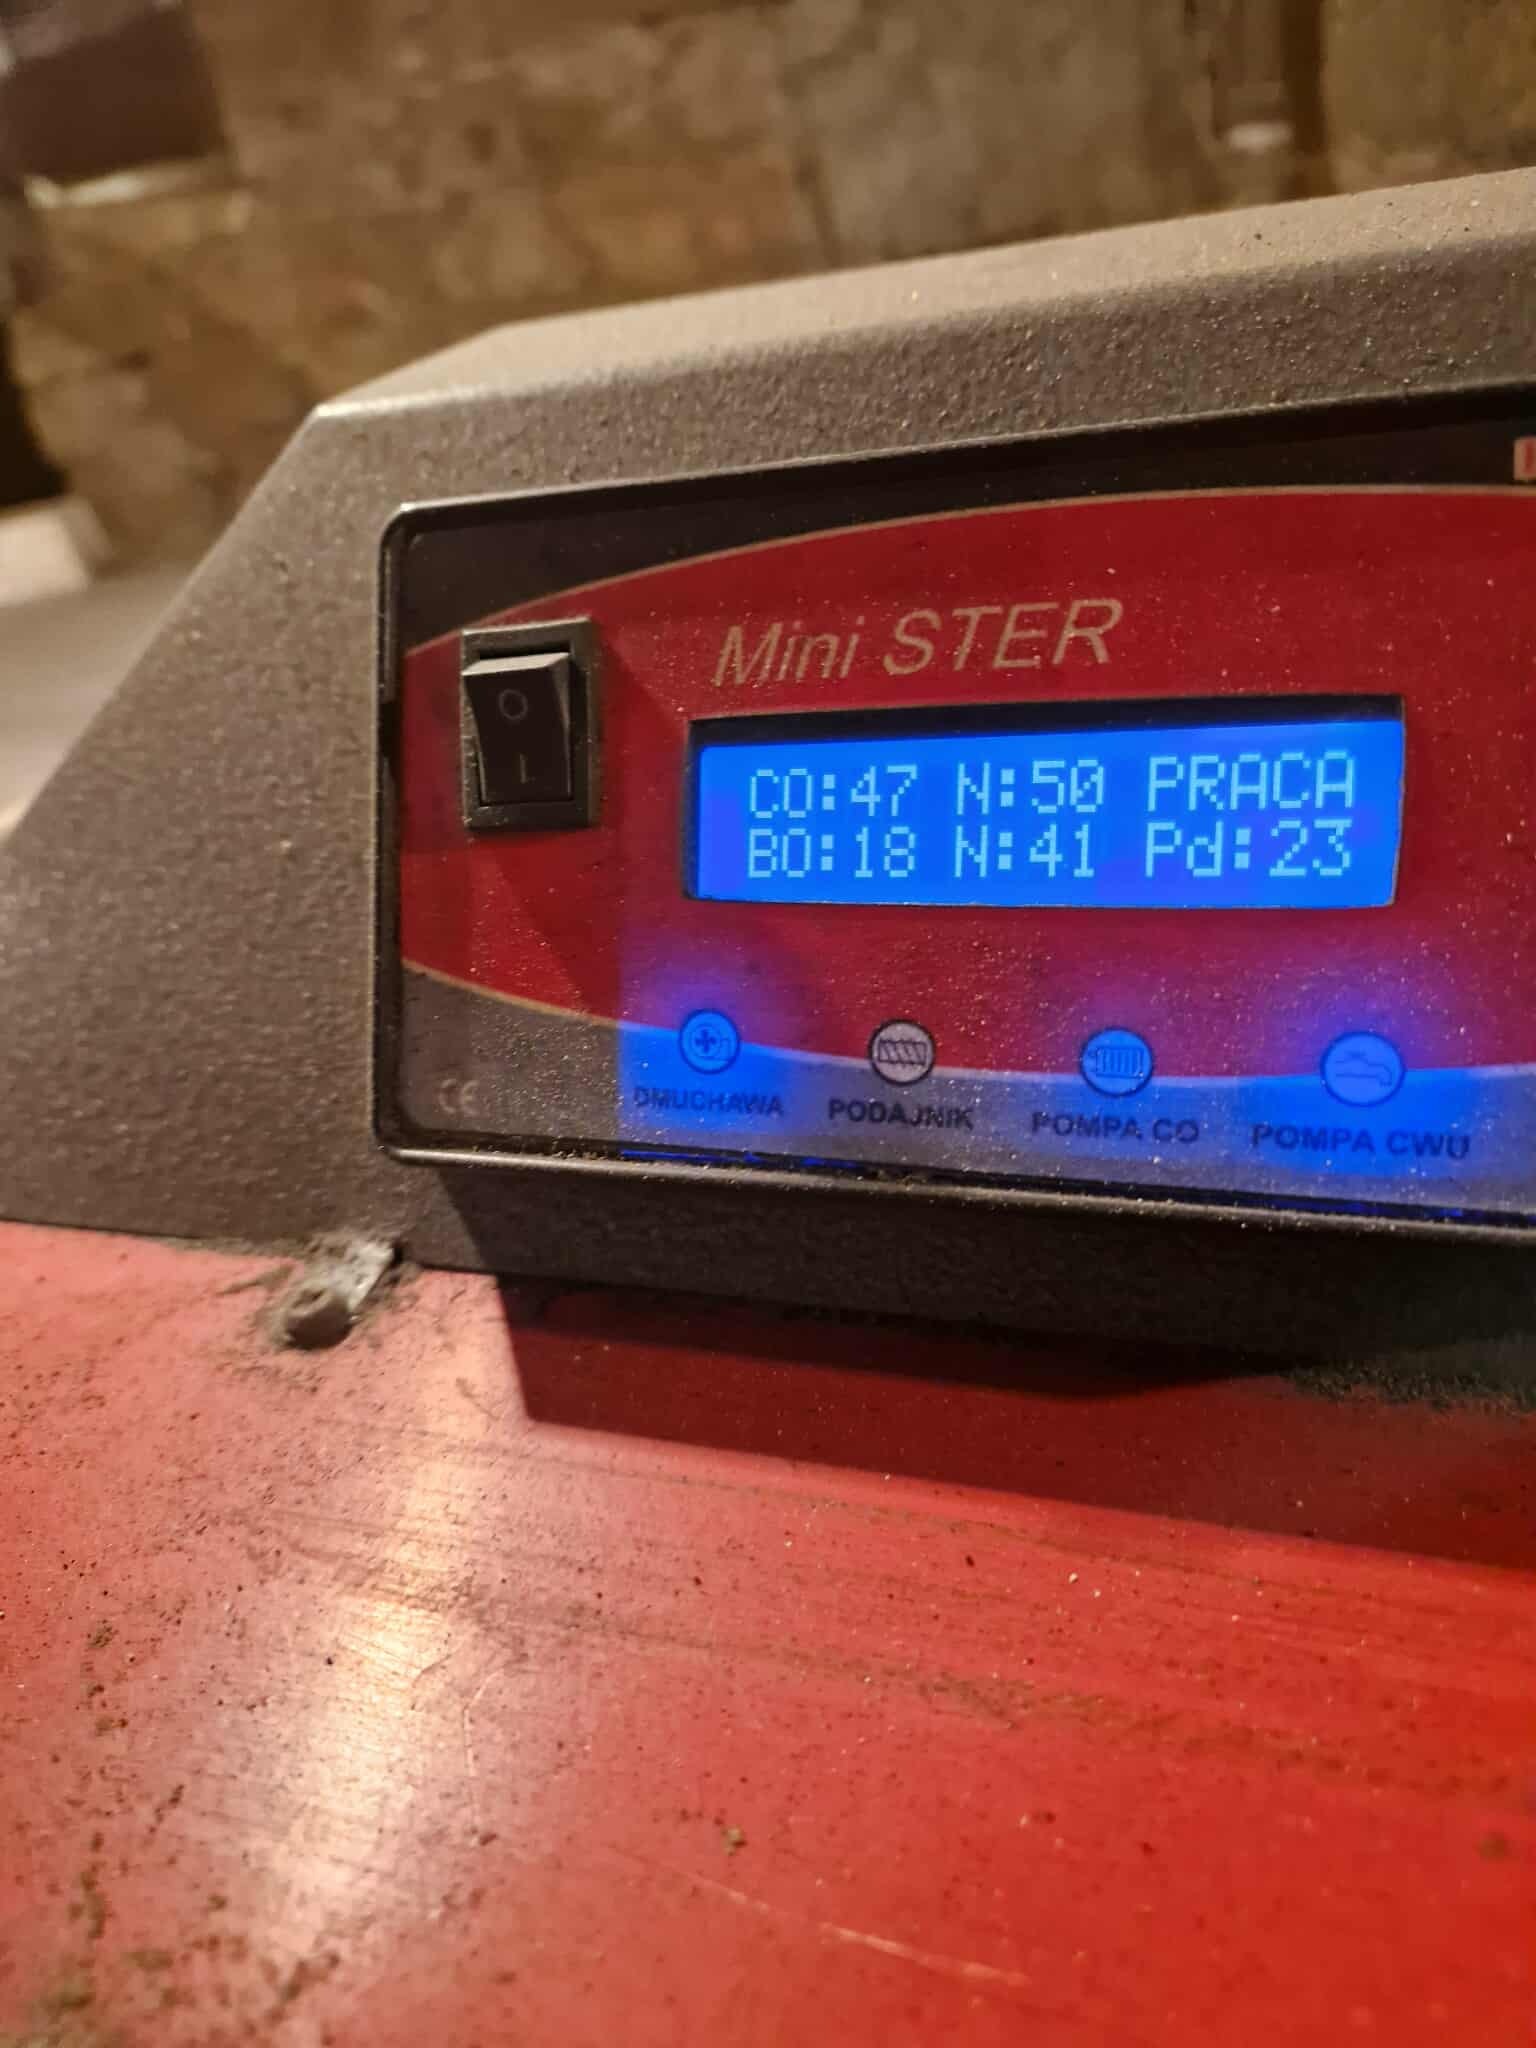 Mini STER
O
I
CO:47 N:50 PRACA
BO:18 N:41 Pd:23
CE
DMUCHAWA
PODAJNIK
POMPA CO
POMPA CWU